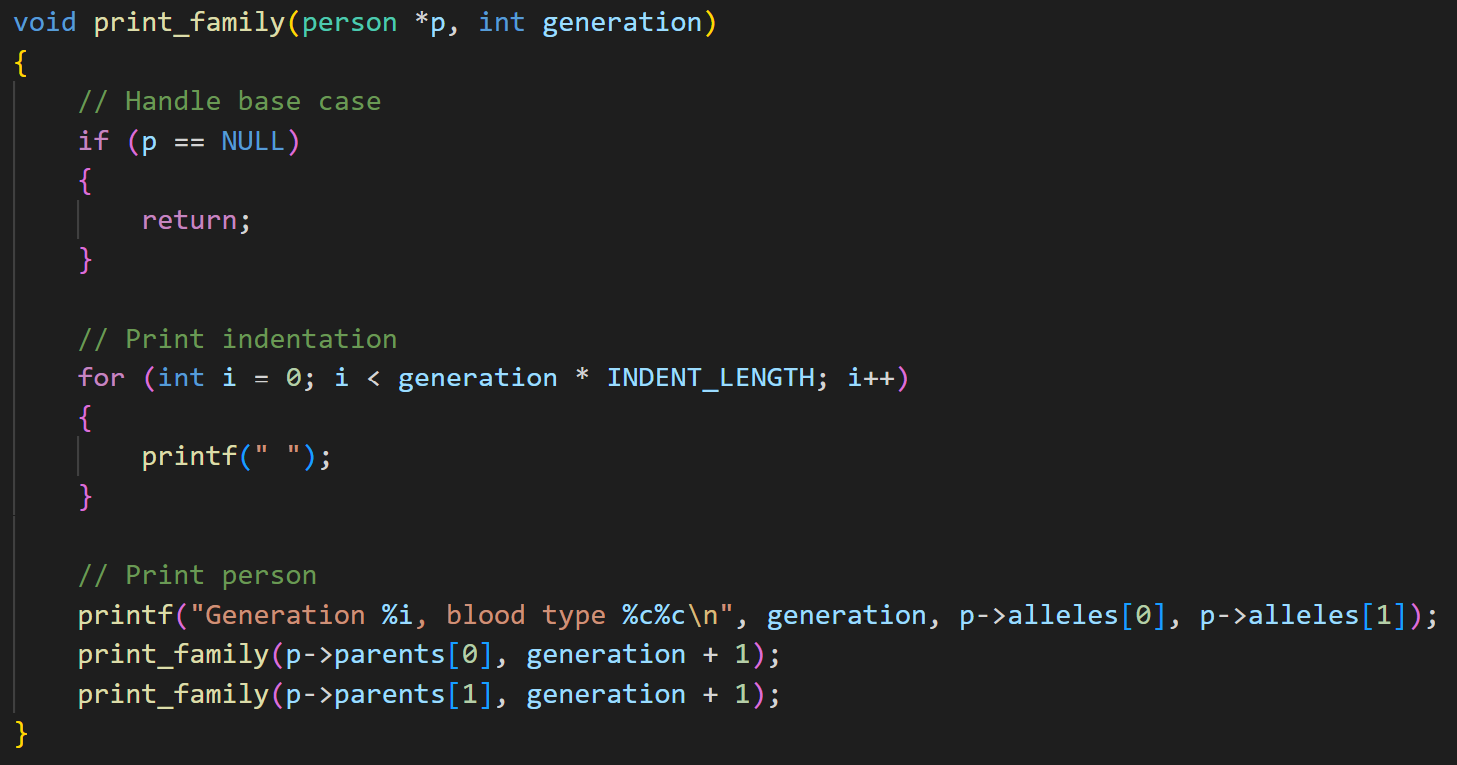 void print_family(person *p, int generation)
{
    // Handle base case
    if (p == NULL)
    {
        return;
    }

    // Print indentation
    for (int i = 0; i < generation * INDENT_LENGTH; i++)
    {
        printf(" ");
    }

    // Print person
    printf("Generation %i, blood type %c%c\n", generation, p->alleles[0], p->alleles[1]);
    print_family(p->parents[0], generation + 1);
    print_family(p->parents[1], generation + 1);
}